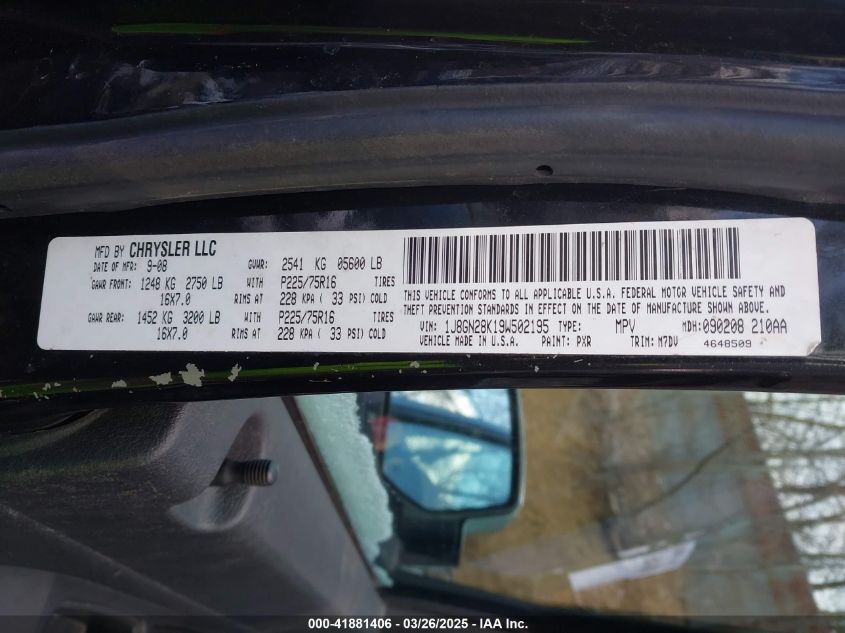 MFD BY CHRYSLER LLC
DATE OF MFR: 9-08 GVWR: 2541 KG 05600 LB
GAWR FRONT: 1248 KG 2750 LB WITH P225/75R16 TIRES
16X7.0 RIMS AT 228 KPA ( 33 PSI) COLD
GAWR REAR: 1452 KG 3200 LB WITH P225/75R16 TIRES
16X7.0 RIMS AT 228 KPA ( 33 PSI) COLD
THIS VEHICLE CONFORMS TO ALL APPLICABLE U.S.A. FEDERAL MOTOR VEHICLE SAFETY AND
THEFT PREVENTION STANDARDS IN EFFECT ON THE DATE OF MANUFACTURE SHOWN ABOVE.
VIN: 1J8GN28K19W502195 TYPE: MPV MDH: 090208 210AA
VEHICLE MADE IN U.S.A. PAINT: PXR TRIM: M7DV 4648509
000-41881406 - 03/26/2025 - IAA Inc.